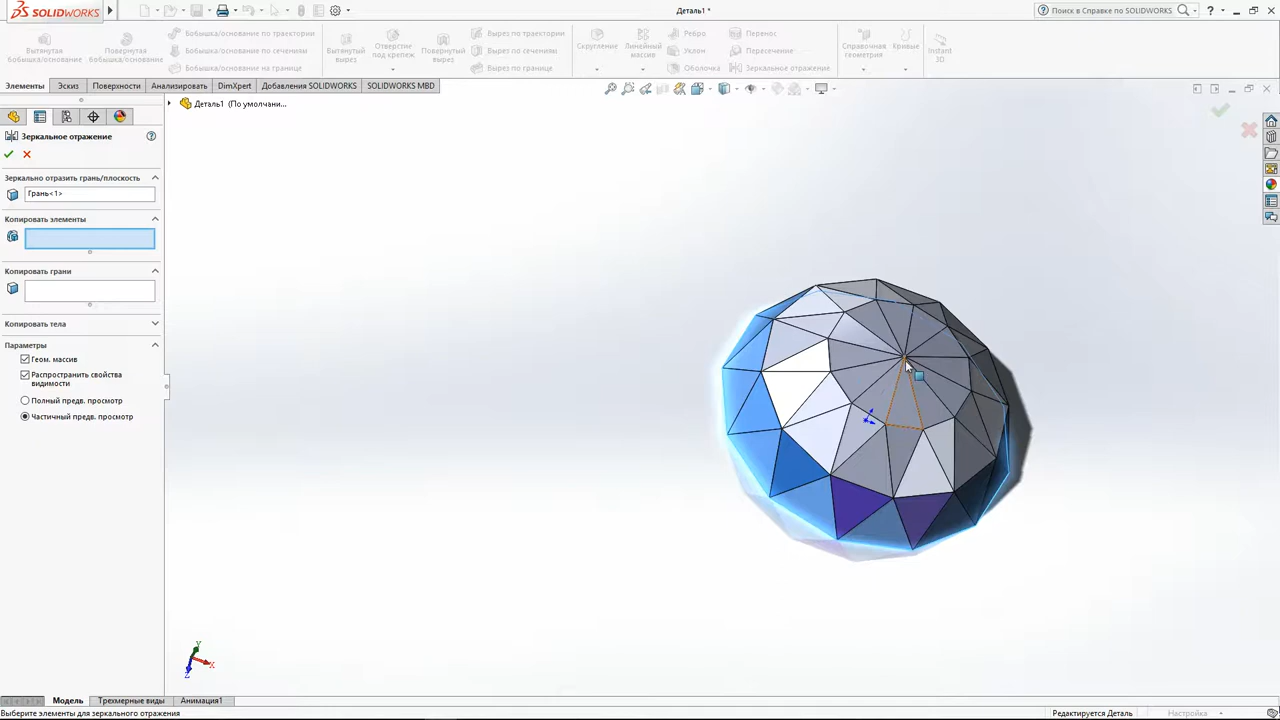 SOLIDWORKS
Деталь1 *
Поиск в Справке по SOLIDWORKS
Вытянутая бобышка/основание
Повернутая бобышка/основание
Бобышка/основание по траектории
Бобышка/основание по сечениям
Бобышка/основание на границе
Вытянутый вырез
Отверстие под крепеж
Повернутый вырез
Вырез по траектории
Вырез по сечениям
Вырез по границе
Скругление
Линейный массив
Ребро
Уклон
Оболочка
Перенос
Пересечение
Зеркальное отражение
Справочная геометрия
Кривые
Instant 3D
Элементы
Эскиз
Поверхности
Анализировать
DimXpert
Добавления SOLIDWORKS
SOLIDWORKS MBD
Деталь1 (По умолчани...
Зеркальное отражение
Зеркально отразить грань/плоскость
Грань<1>
Копировать элементы
Копировать грани
Копировать тела
Параметры
Геом. массив
Распространить свойства
видимости
Полный предв. просмотр
Частичный предв. просмотр
Y
X
Z
Модель
Трехмерные виды
Анимация1
Выберите элементы для зеркального отражения
Редактируется Деталь
Настройка